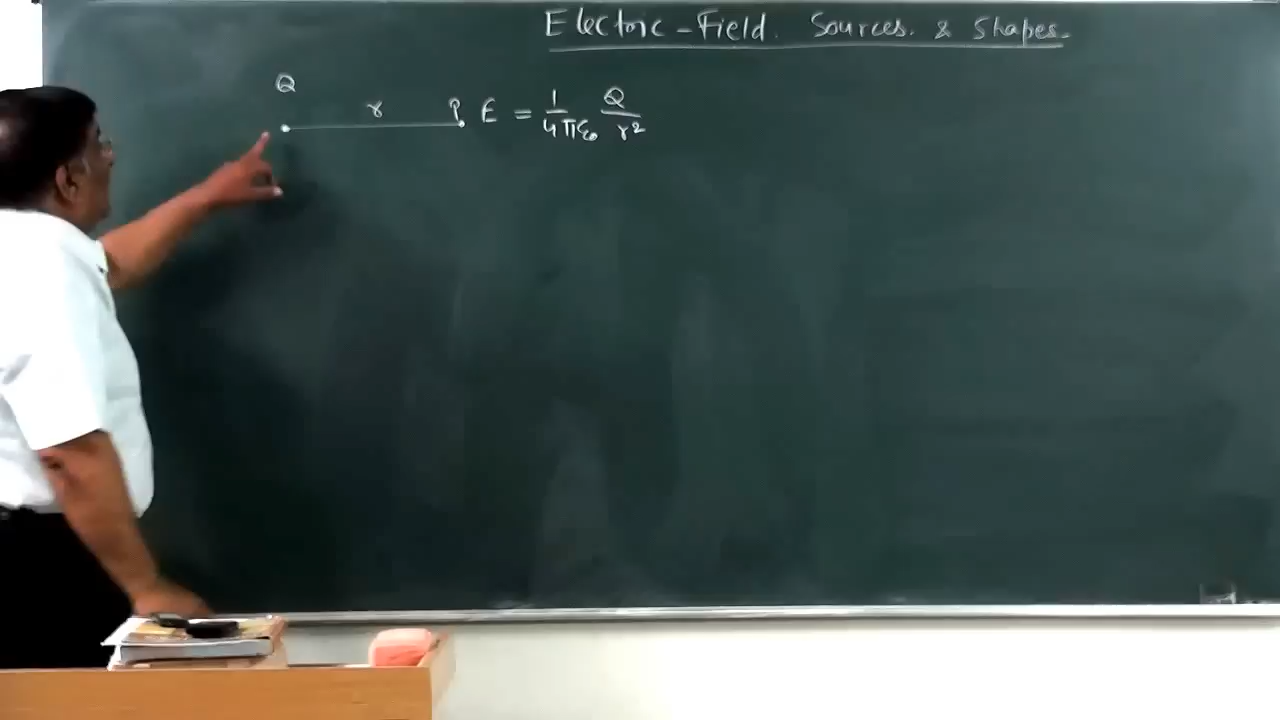 Electric-Field. Sources. & Shapes.
Q
r P E = 1/4πε₀ Q/r²